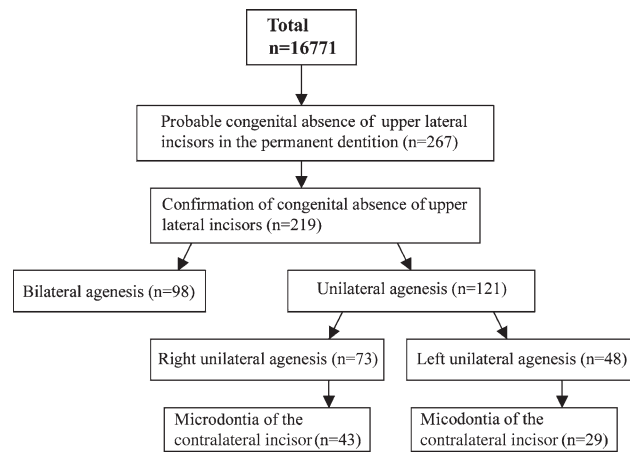 Total
n=16771
Probable congenital absence of upper lateral
incisors in the permanent dentition (n=267)
Confirmation of congenital absence of upper
lateral incisors (n=219)
Bilateral agenesis (n=98)
Unilateral agenesis (n=121)
Right unilateral agenesis (n=73)
Left unilateral agenesis (n=48)
Microdontia of the
contralateral incisor (n=43)
Micodontia of the
contralateral incisor (n=29)